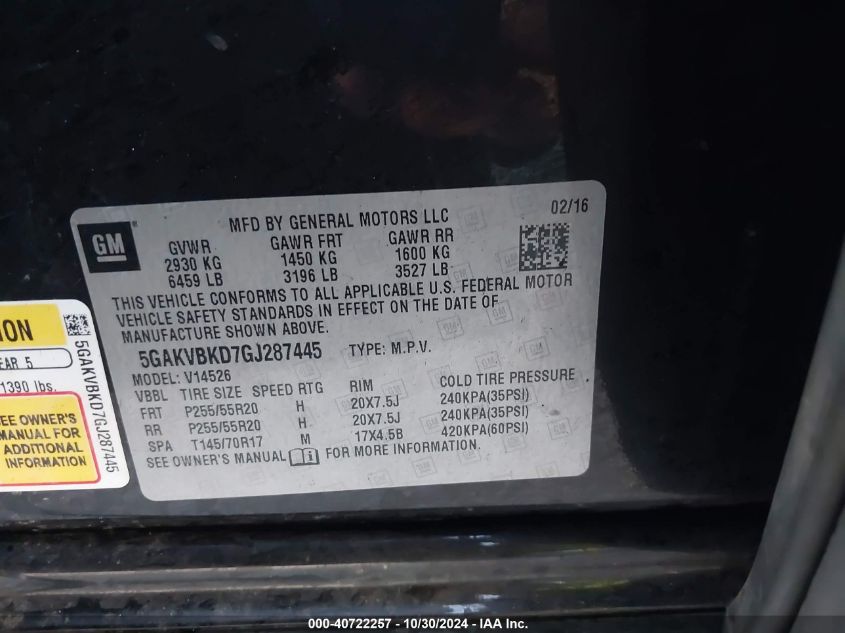 GM
MFD BY GENERAL MOTORS LLC
02/16
GVWR GAWR FRT GAWR RR
2930 KG 1450 KG 1600 KG
6459 LB 3196 LB 3527 LB
THIS VEHICLE CONFORMS TO ALL APPLICABLE U.S. FEDERAL MOTOR
VEHICLE SAFETY STANDARDS IN EFFECT ON THE DATE OF
MANUFACTURE SHOWN ABOVE.
5GAKVBKD7GJ287445 TYPE: M.P.V.
MODEL: V14526
VBBL TIRE SIZE SPEED RTG RIM COLD TIRE PRESSURE
FRT P255/55R20 H 20X7.5J 240KPA(35PSI)
RR P255/55R20 H 20X7.5J 240KPA(35PSI)
SPA T145/70R17 M 17X4.5B 420KPA(60PSI)
SEE OWNER'S MANUAL FOR MORE INFORMATION.
ION
EAR 5
1390 lbs.
SEE OWNER'S
MANUAL FOR
ADDITIONAL
INFORMATION
5GAKVBKD7GJ287445
000-40722257 - 10/30/2024 - IAA Inc.